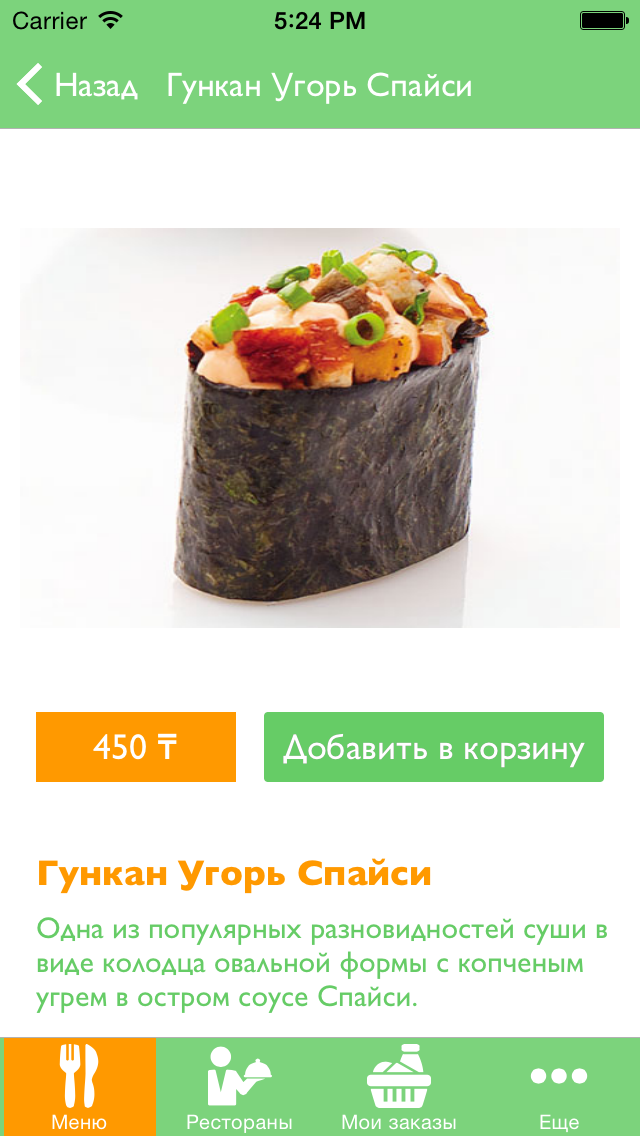 Carrier 5:24 PM
Назад Гункан Угорь Спайси
450 ₸ Добавить в корзину
Гункан Угорь Спайси
Одна из популярных разновидностей суши в
виде колодца овальной формы с копченым
угрем в остром соусе Спайси.
Меню Рестораны Мои заказы Еще